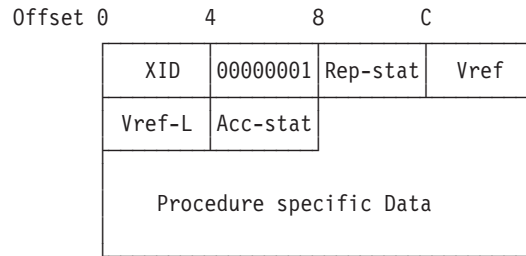 Offset 0 4 8 C
XID 00000001 Rep-stat Vref
Vref-L Acc-stat
Procedure specific Data